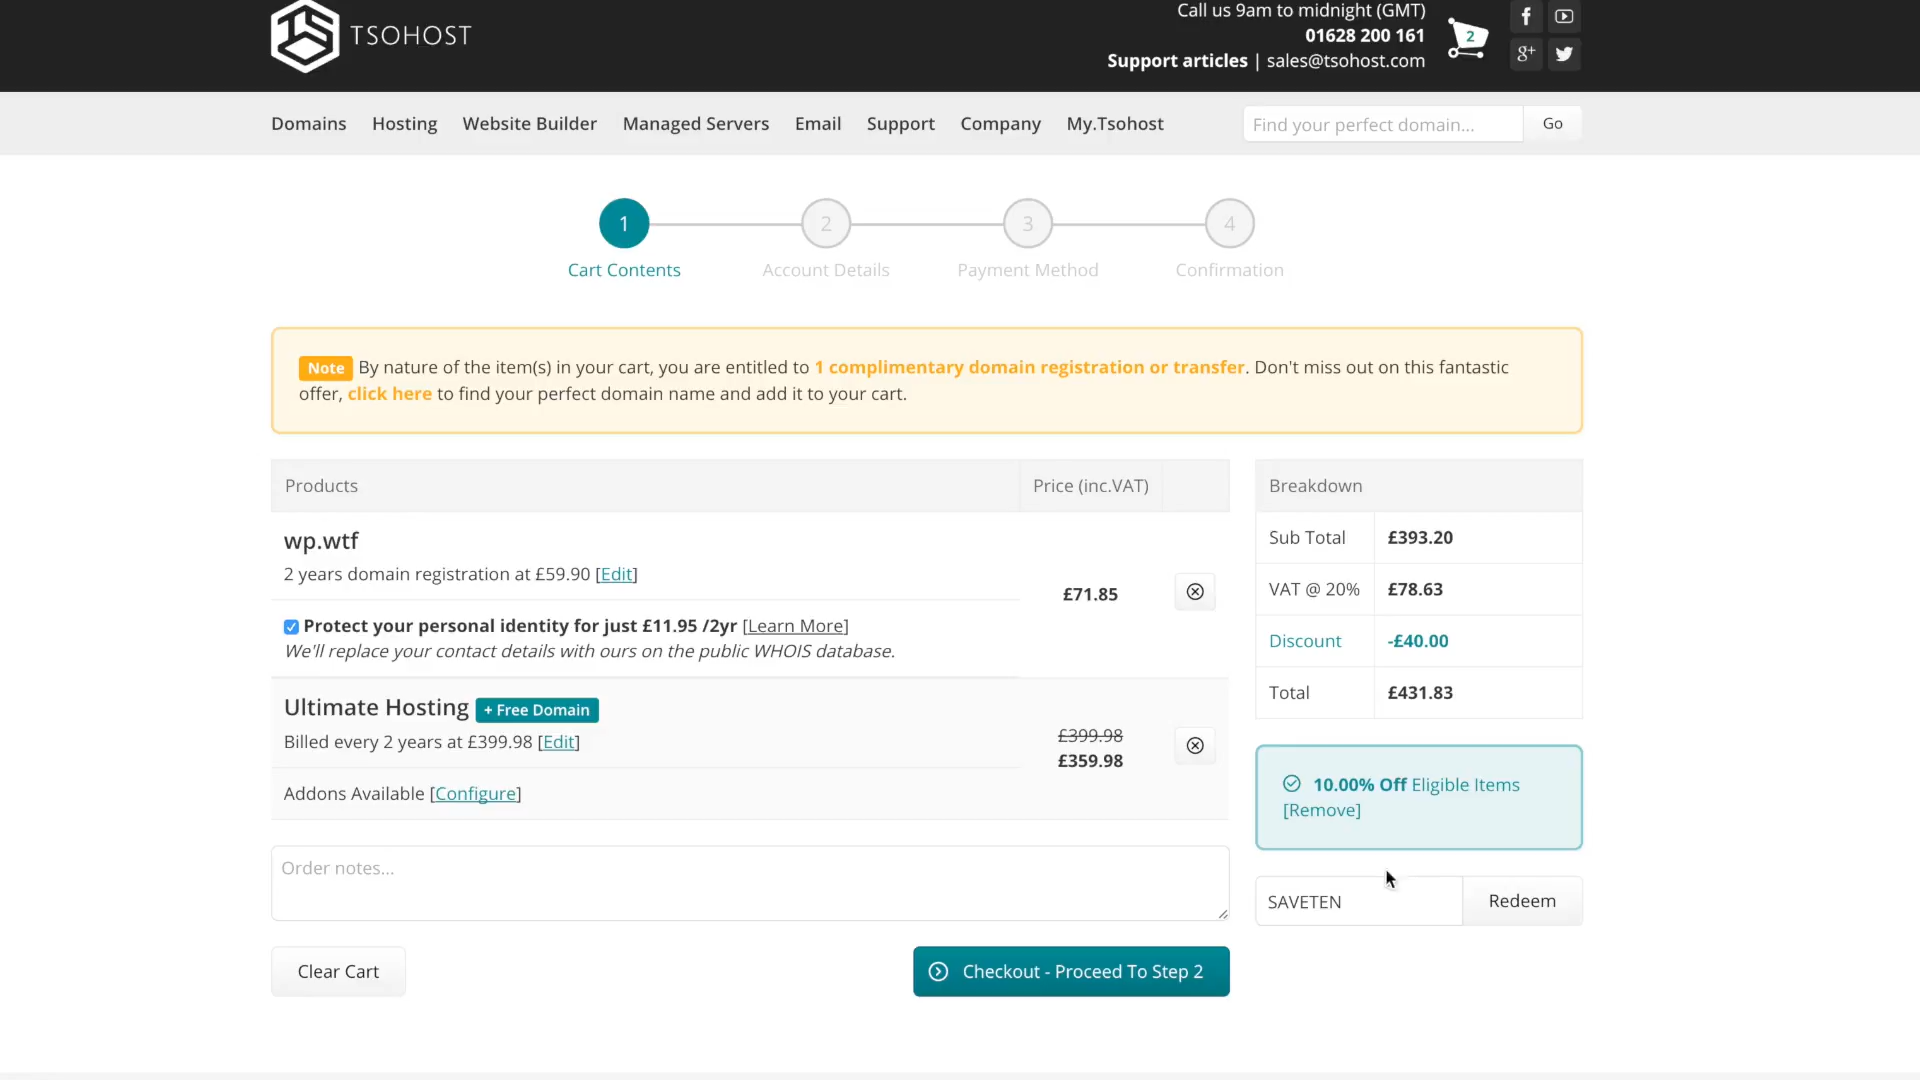 TSOHOST
Call us 9am to midnight (GMT)
01628 200 161
Support articles | sales@tsohost.com
2
Domains
Hosting
Website Builder
Managed Servers
Email
Support
Company
My.Tsohost
Find your perfect domain...
Go
1
2
3
4
Cart Contents
Account Details
Payment Method
Confirmation
Note By nature of the item(s) in your cart, you are entitled to 1 complimentary domain registration or transfer. Don't miss out on this fantastic
offer, click here to find your perfect domain name and add it to your cart.
Products
Price (inc.VAT)
wp.wtf
2 years domain registration at £59.90 [Edit]
£71.85
Protect your personal identity for just £11.95 /2yr [Learn More]
We'll replace your contact details with ours on the public WHOIS database.
Ultimate Hosting + Free Domain
Billed every 2 years at £399.98 [Edit]
£399.98
£359.98
Addons Available [Configure]
Order notes...
Clear Cart
Checkout - Proceed To Step 2
Breakdown
Sub Total £393.20
VAT @ 20% £78.63
Discount -£40.00
Total £431.83
10.00% Off Eligible Items
[Remove]
SAVETEN
Redeem